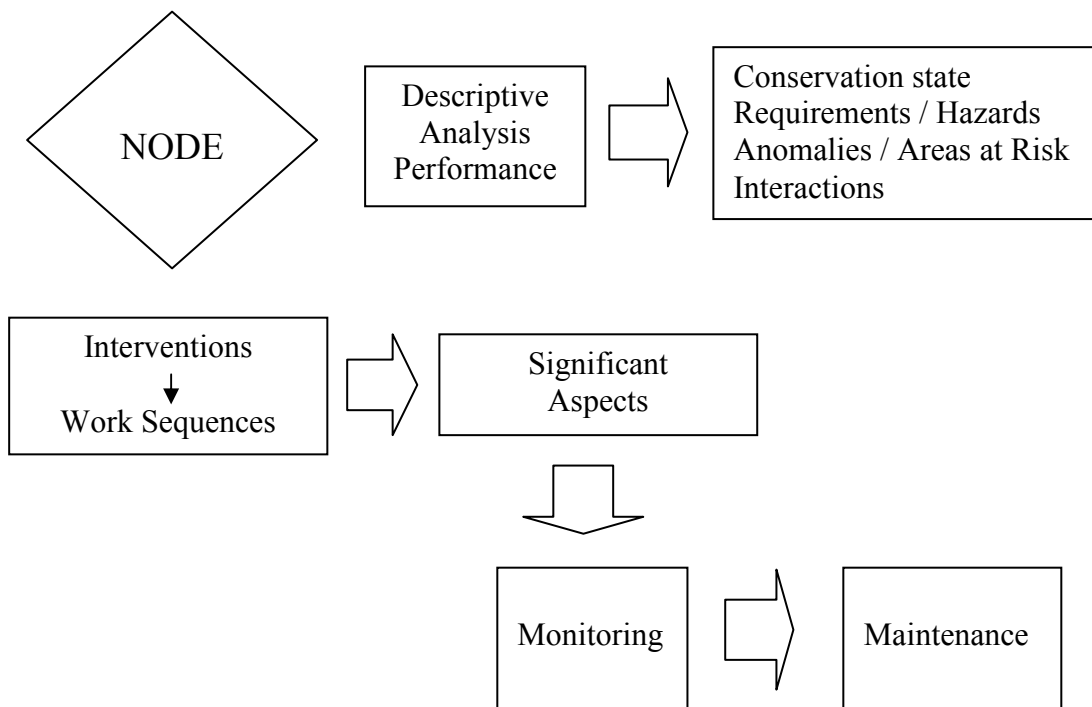 NODE
Descriptive
Analysis
Performance
Conservation state
Requirements / Hazards
Anomalies / Areas at Risk
Interactions
Interventions
Work Sequences
Significant
Aspects
Monitoring
Maintenance